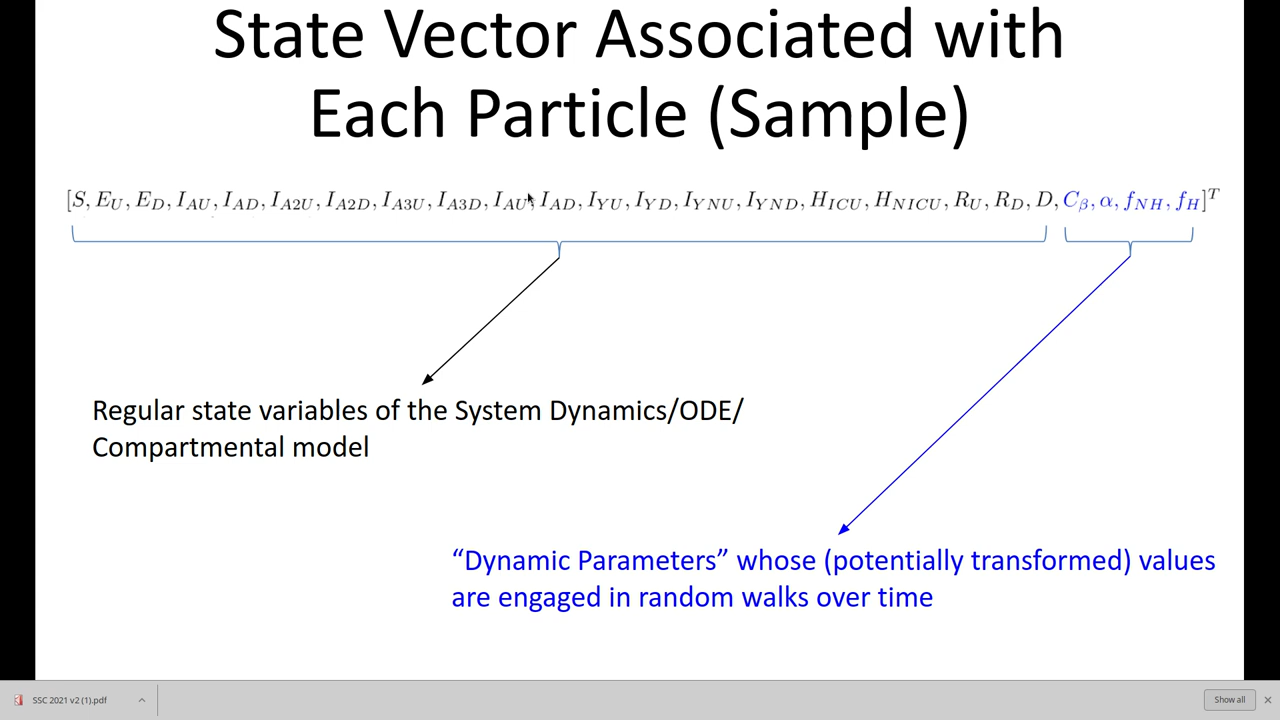 State Vector Associated with
Each Particle (Sample)
[S, E_U, E_D, I_AU, I_AD, I_A2U, I_A2D, I_A3U, I_A3D, I_AU, I_AD, I_YU, I_YD, I_YNU, I_YND, H_ICU, H_NICU, R_U, R_D, D, C_β, α, f_NH, f_H]^T
Regular state variables of the System Dynamics/ODE/
Compartmental model
“Dynamic Parameters” whose (potentially transformed) values
are engaged in random walks over time
SSC 2021 v2 (1).pdf
Show all